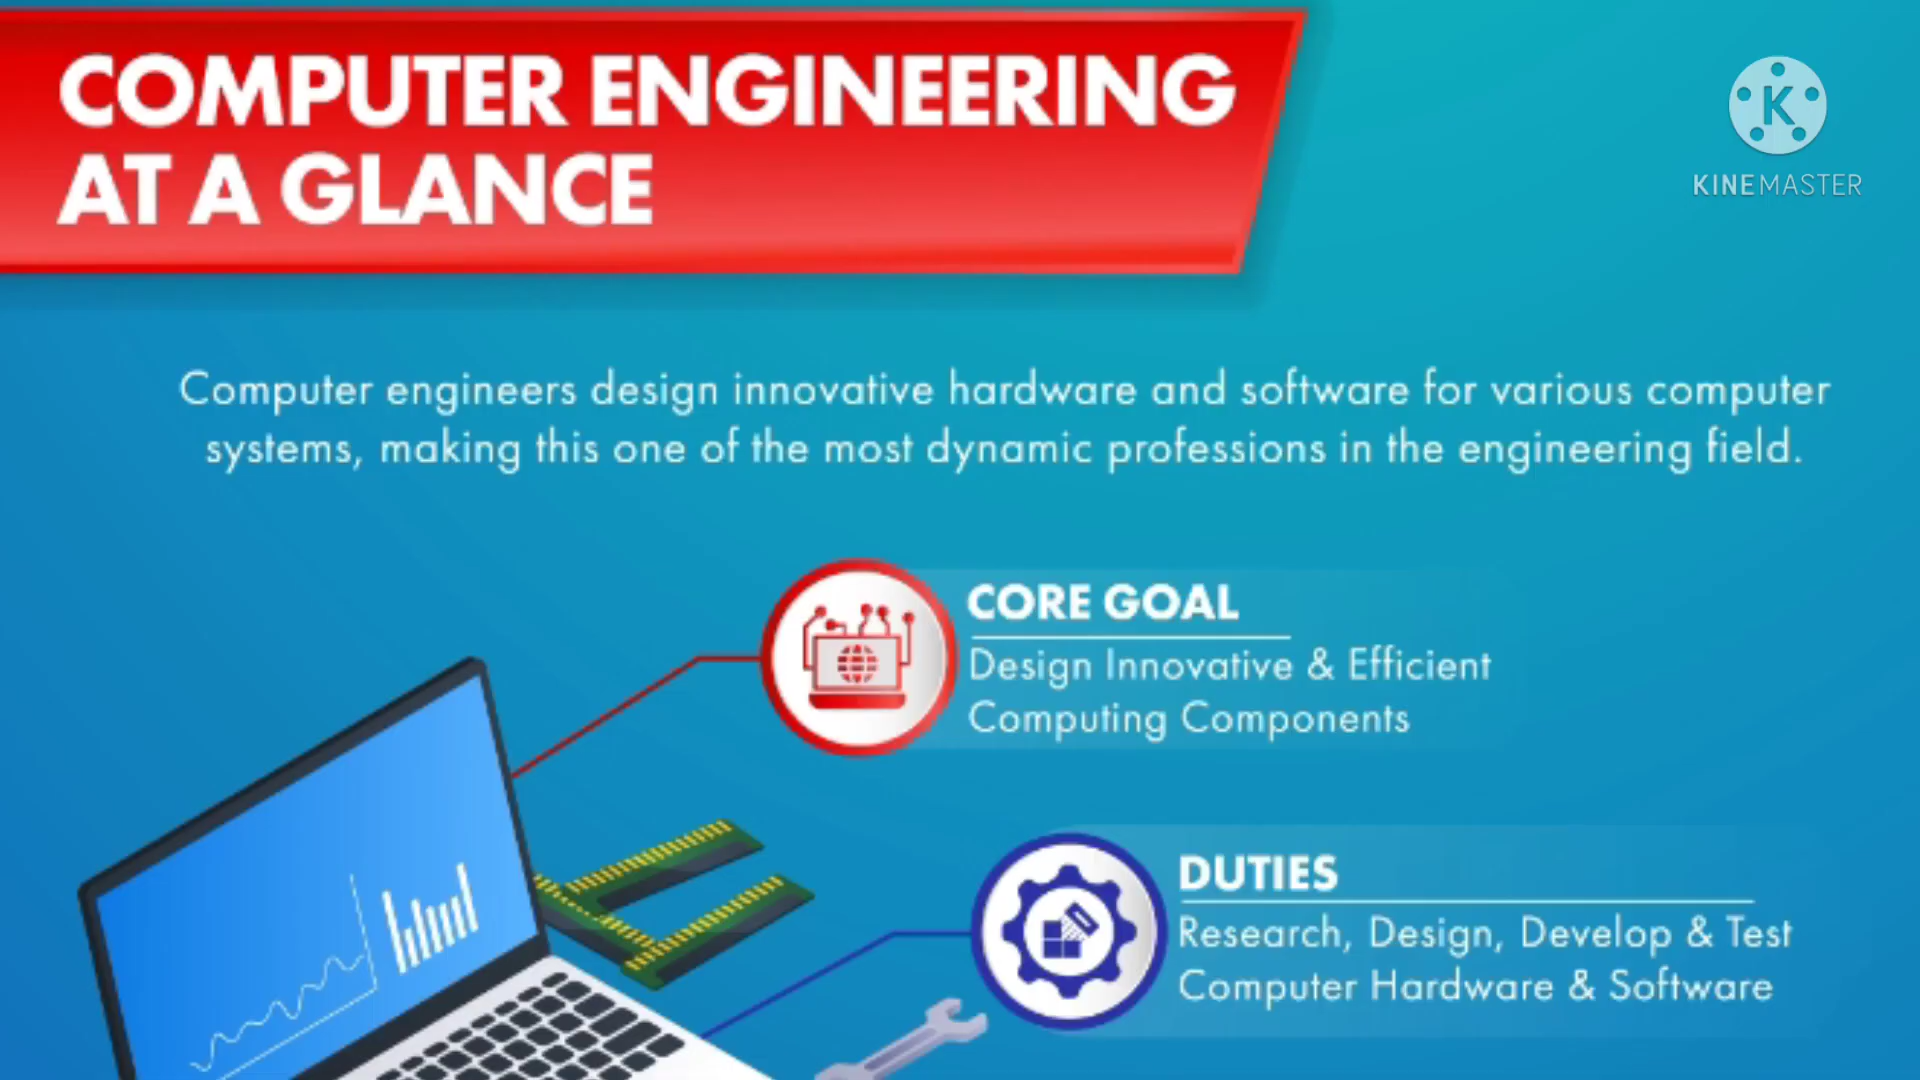 COMPUTER ENGINEERING
AT A GLANCE
K
KINEMASTER
Computer engineers design innovative hardware and software for various computer
systems, making this one of the most dynamic professions in the engineering field.
CORE GOAL
Design Innovative & Efficient
Computing Components
DUTIES
Research, Design, Develop & Test
Computer Hardware & Software